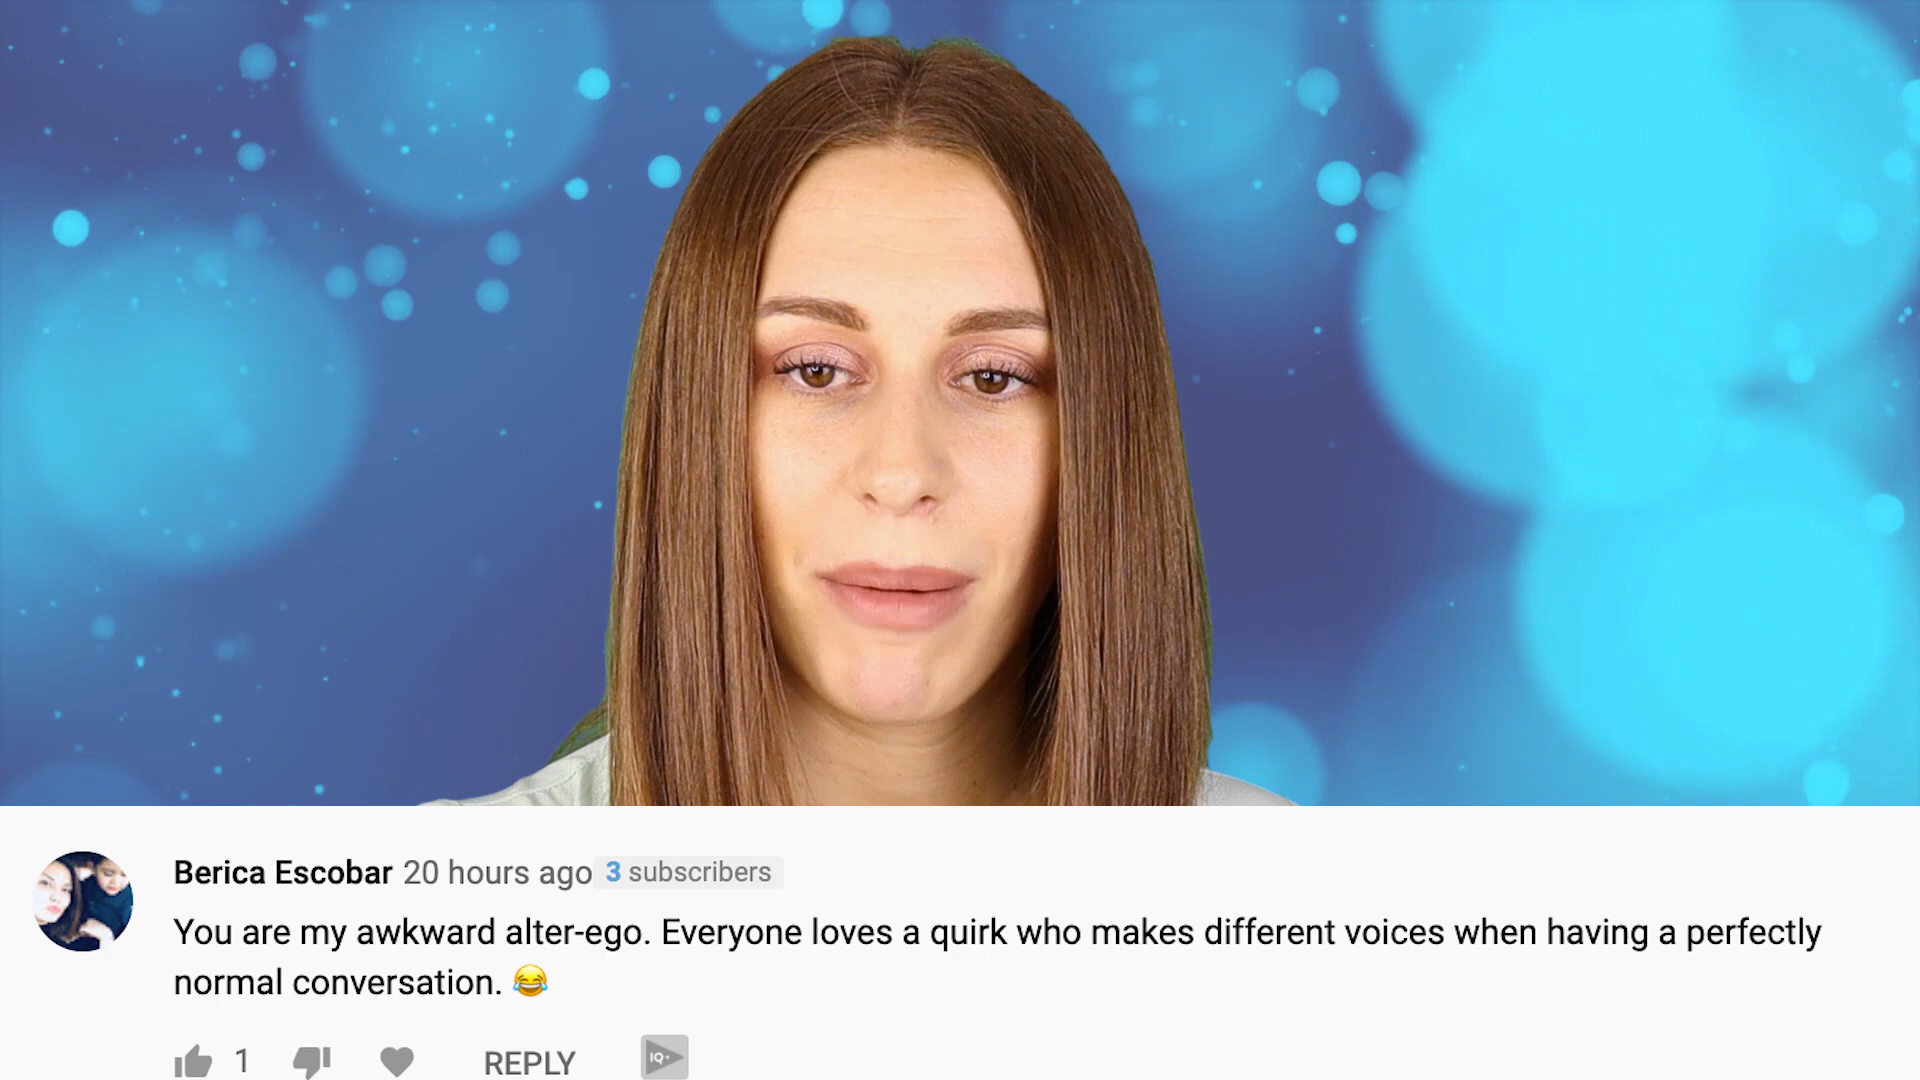 Berica Escobar 20 hours ago 3 subscribers
You are my awkward alter-ego. Everyone loves a quirk who makes different voices when having a perfectly
normal conversation. 😂
1 REPLY IQ+